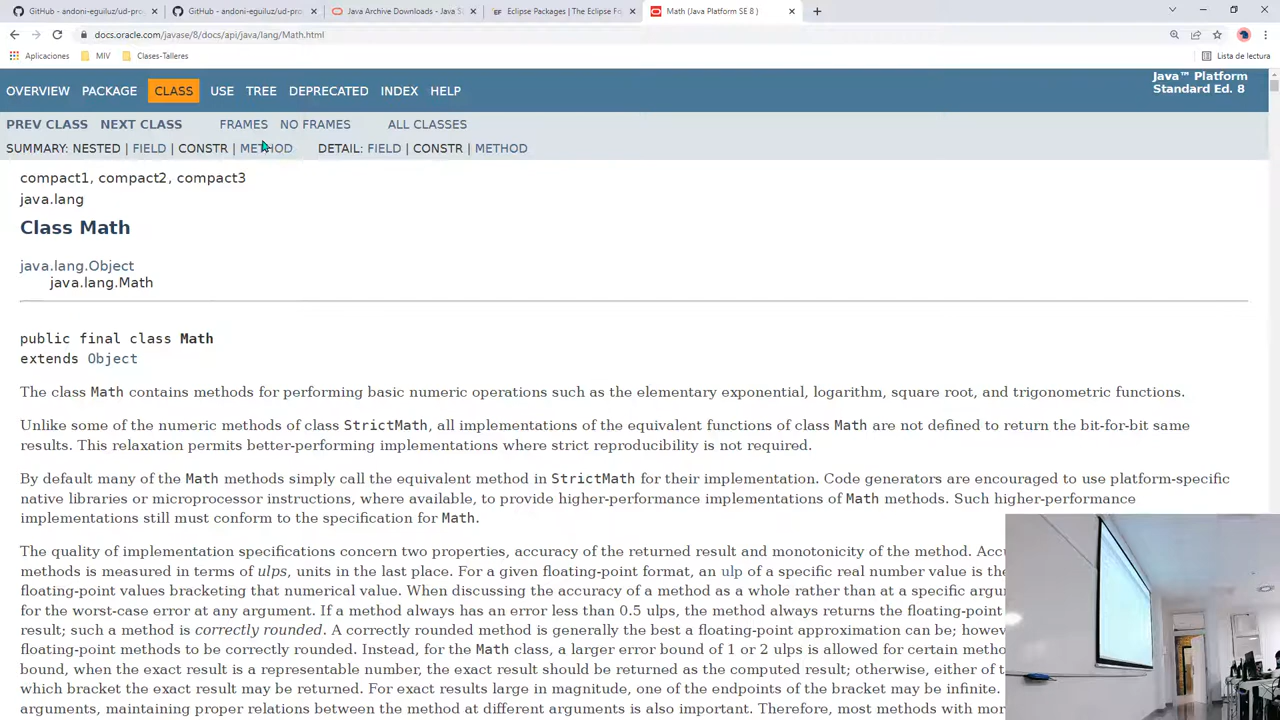 GitHub - andoni-eguiluz/ud-pro
GitHub - andoni-eguiluz/ud-pro
Java Archive Downloads - Java S
Eclipse Packages | The Eclipse Fo
Math (Java Platform SE 8 )
docs.oracle.com/javase/8/docs/api/java/lang/Math.html
Aplicaciones MIV Clases-Talleres Lista de lectura
OVERVIEW PACKAGE CLASS USE TREE DEPRECATED INDEX HELP
Java™ Platform
Standard Ed. 8
PREV CLASS NEXT CLASS FRAMES NO FRAMES ALL CLASSES
SUMMARY: NESTED | FIELD | CONSTR | METHOD DETAIL: FIELD | CONSTR | METHOD
compact1, compact2, compact3
java.lang
Class Math
java.lang.Object
java.lang.Math
public final class Math
extends Object
The class Math contains methods for performing basic numeric operations such as the elementary exponential, logarithm, square root, and trigonometric functions.
Unlike some of the numeric methods of class StrictMath, all implementations of the equivalent functions of class Math are not defined to return the bit-for-bit same
results. This relaxation permits better-performing implementations where strict reproducibility is not required.
By default many of the Math methods simply call the equivalent method in StrictMath for their implementation. Code generators are encouraged to use platform-specific
native libraries or microprocessor instructions, where available, to provide higher-performance implementations of Math methods. Such higher-performance
implementations still must conform to the specification for Math.
The quality of implementation specifications concern two properties, accuracy of the returned result and monotonicity of the method. Accu
methods is measured in terms of ulps, units in the last place. For a given floating-point format, an ulp of a specific real number value is the
floating-point values bracketing that numerical value. When discussing the accuracy of a method as a whole rather than at a specific argu
for the worst-case error at any argument. If a method always has an error less than 0.5 ulps, the method always returns the floating-point
result; such a method is correctly rounded. A correctly rounded method is generally the best a floating-point approximation can be; howev
floating-point methods to be correctly rounded. Instead, for the Math class, a larger error bound of 1 or 2 ulps is allowed for certain metho
bound, when the exact result is a representable number, the exact result should be returned as the computed result; otherwise, either of t
which bracket the exact result may be returned. For exact results large in magnitude, one of the endpoints of the bracket may be infinite.
arguments, maintaining proper relations between the method at different arguments is also important. Therefore, most methods with mor